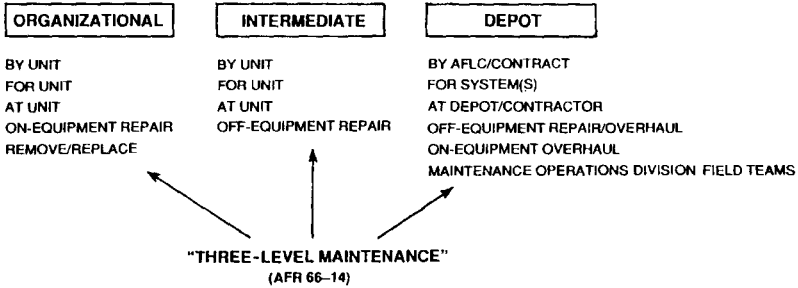 ORGANIZATIONAL
BY UNIT
FOR UNIT
AT UNIT
ON-EQUIPMENT REPAIR
REMOVE/REPLACE
INTERMEDIATE
BY UNIT
FOR UNIT
AT UNIT
OFF-EQUIPMENT REPAIR
DEPOT
BY AFLC/CONTRACT
FOR SYSTEM(S)
AT DEPOT/CONTRACTOR
OFF-EQUIPMENT REPAIR/OVERHAUL
ON-EQUIPMENT OVERHAUL
MAINTENANCE OPERATIONS DIVISION FIELD TEAMS
"THREE-LEVEL MAINTENANCE"
(AFR 66–14)